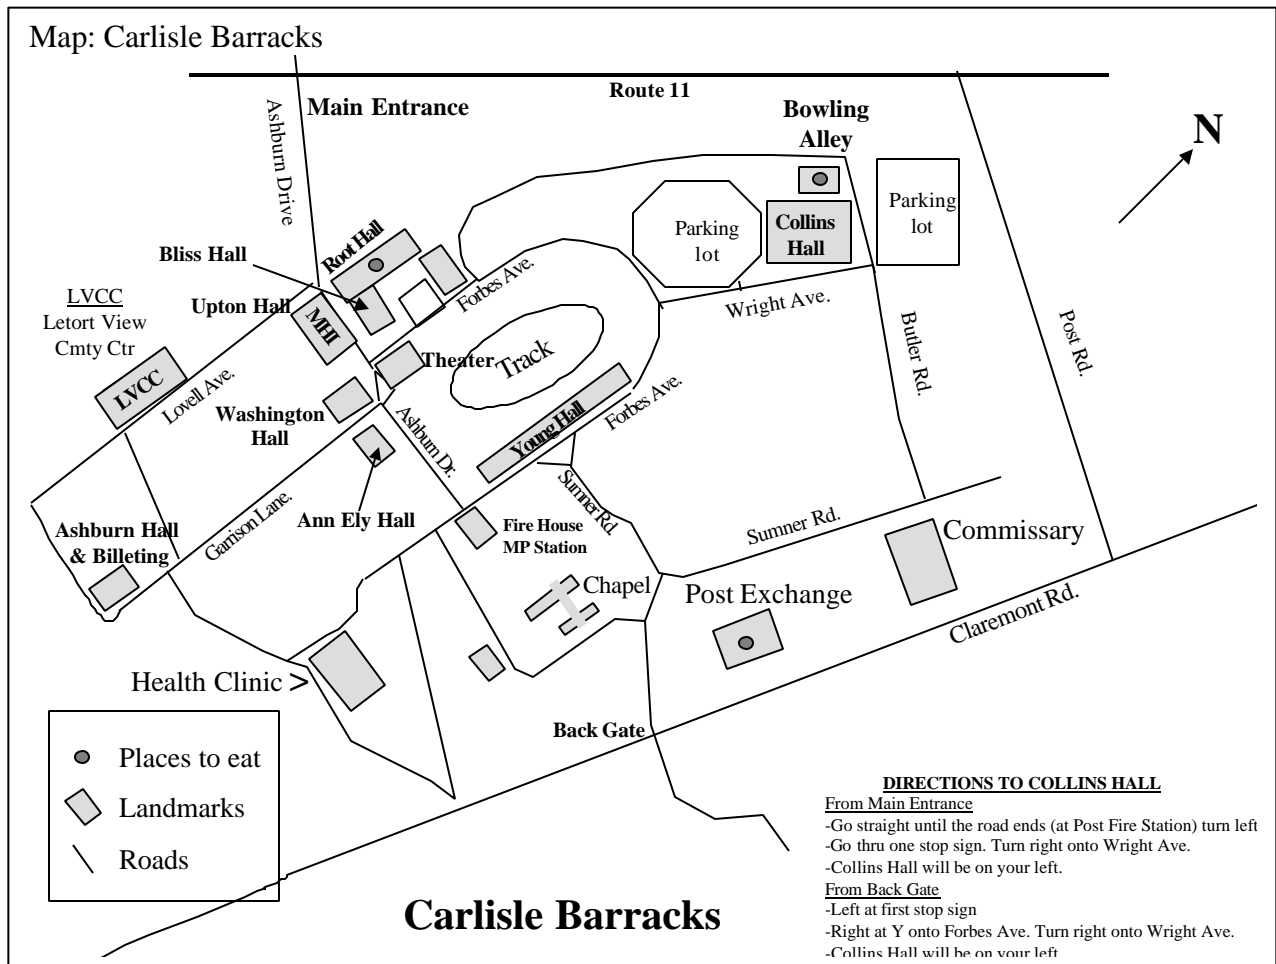 Map: Carlisle Barracks
Route 11
Main Entrance
Ashburn Drive
Bowling
Alley
N
Parking
lot
Collins
Hall
Parking
lot
Root Hall
Bliss Hall
Upton Hall
MHI
Forbes Ave.
Wright Ave.
LVCC
Letort View
Cmty Ctr
LVCC
Lovell Ave.
Theater
Track
Washington
Hall
Ashburn Dr.
Young Hall
Forbes Ave.
Butler Rd.
Post Rd.
Ann Ely Hall
Garrison Lane.
Ashburn Hall
& Billeting
Fire House
MP Station
Sumner Rd.
Sumner Rd.
Commissary
Chapel
Post Exchange
Claremont Rd.
Health Clinic >
Back Gate
Places to eat
Landmarks
Roads
Carlisle Barracks
DIRECTIONS TO COLLINS HALL
From Main Entrance
-Go straight until the road ends (at Post Fire Station) turn left
-Go thru one stop sign. Turn right onto Wright Ave.
-Collins Hall will be on your left.
From Back Gate
-Left at first stop sign
-Right at Y onto Forbes Ave. Turn right onto Wright Ave.
-Collins Hall will be on your left